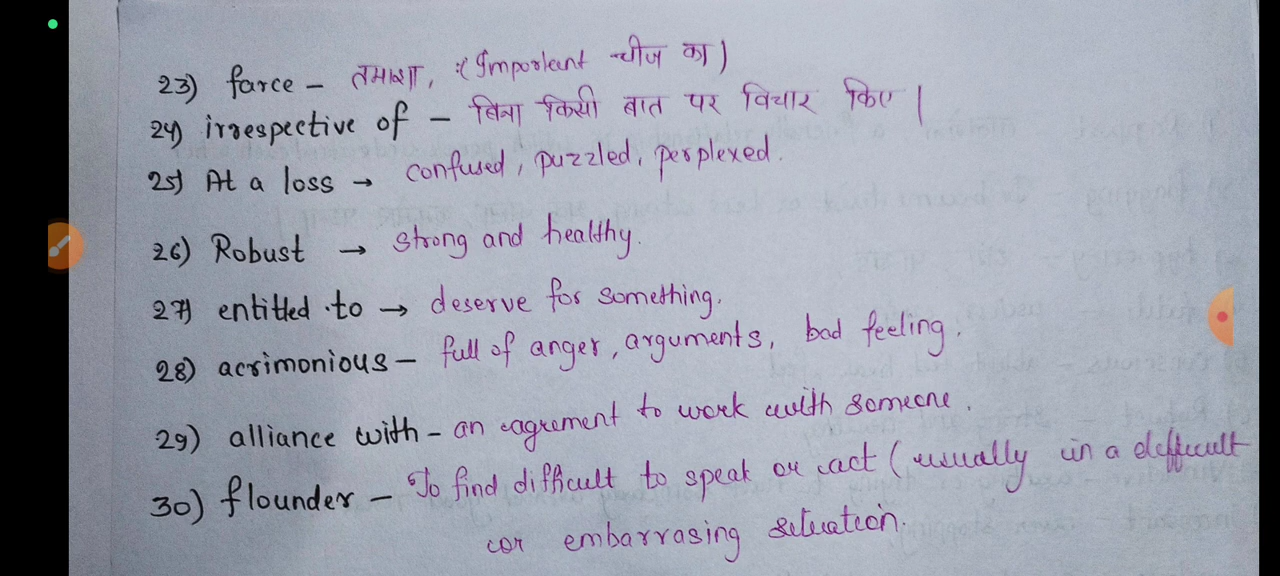 23) farce - तमाशा, :( Important चीज का)
24) irrespective of - बिना किसी बात पर विचार किए |
25) At a loss → confused, puzzled, perplexed.
26) Robust → strong and healthy.
27) entitled to → deserve for something.
28) acrimonious - full of anger, arguments, bad feeling.
29) alliance with - an agrement to work with someone.
30) flounder - To find difficult to speak or act ( usually in a difficult
or embarrasing situation.